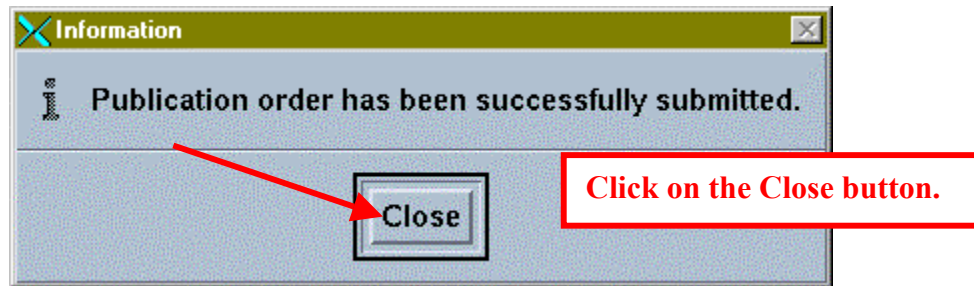 Information
Publication order has been successfully submitted.
Click on the Close button.
Close